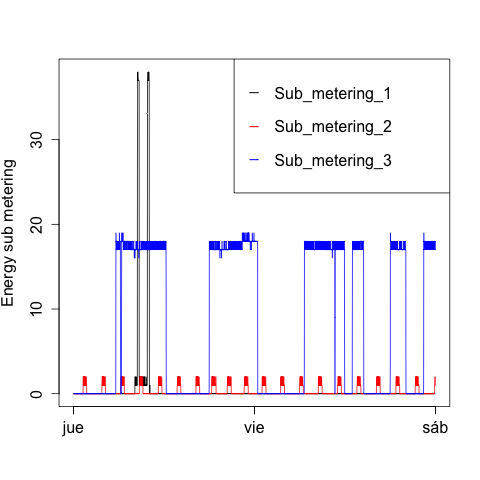 Sub_metering_1
Sub_metering_2
Sub_metering_3
Energy sub metering
30
20
10
0
jue vie sáb